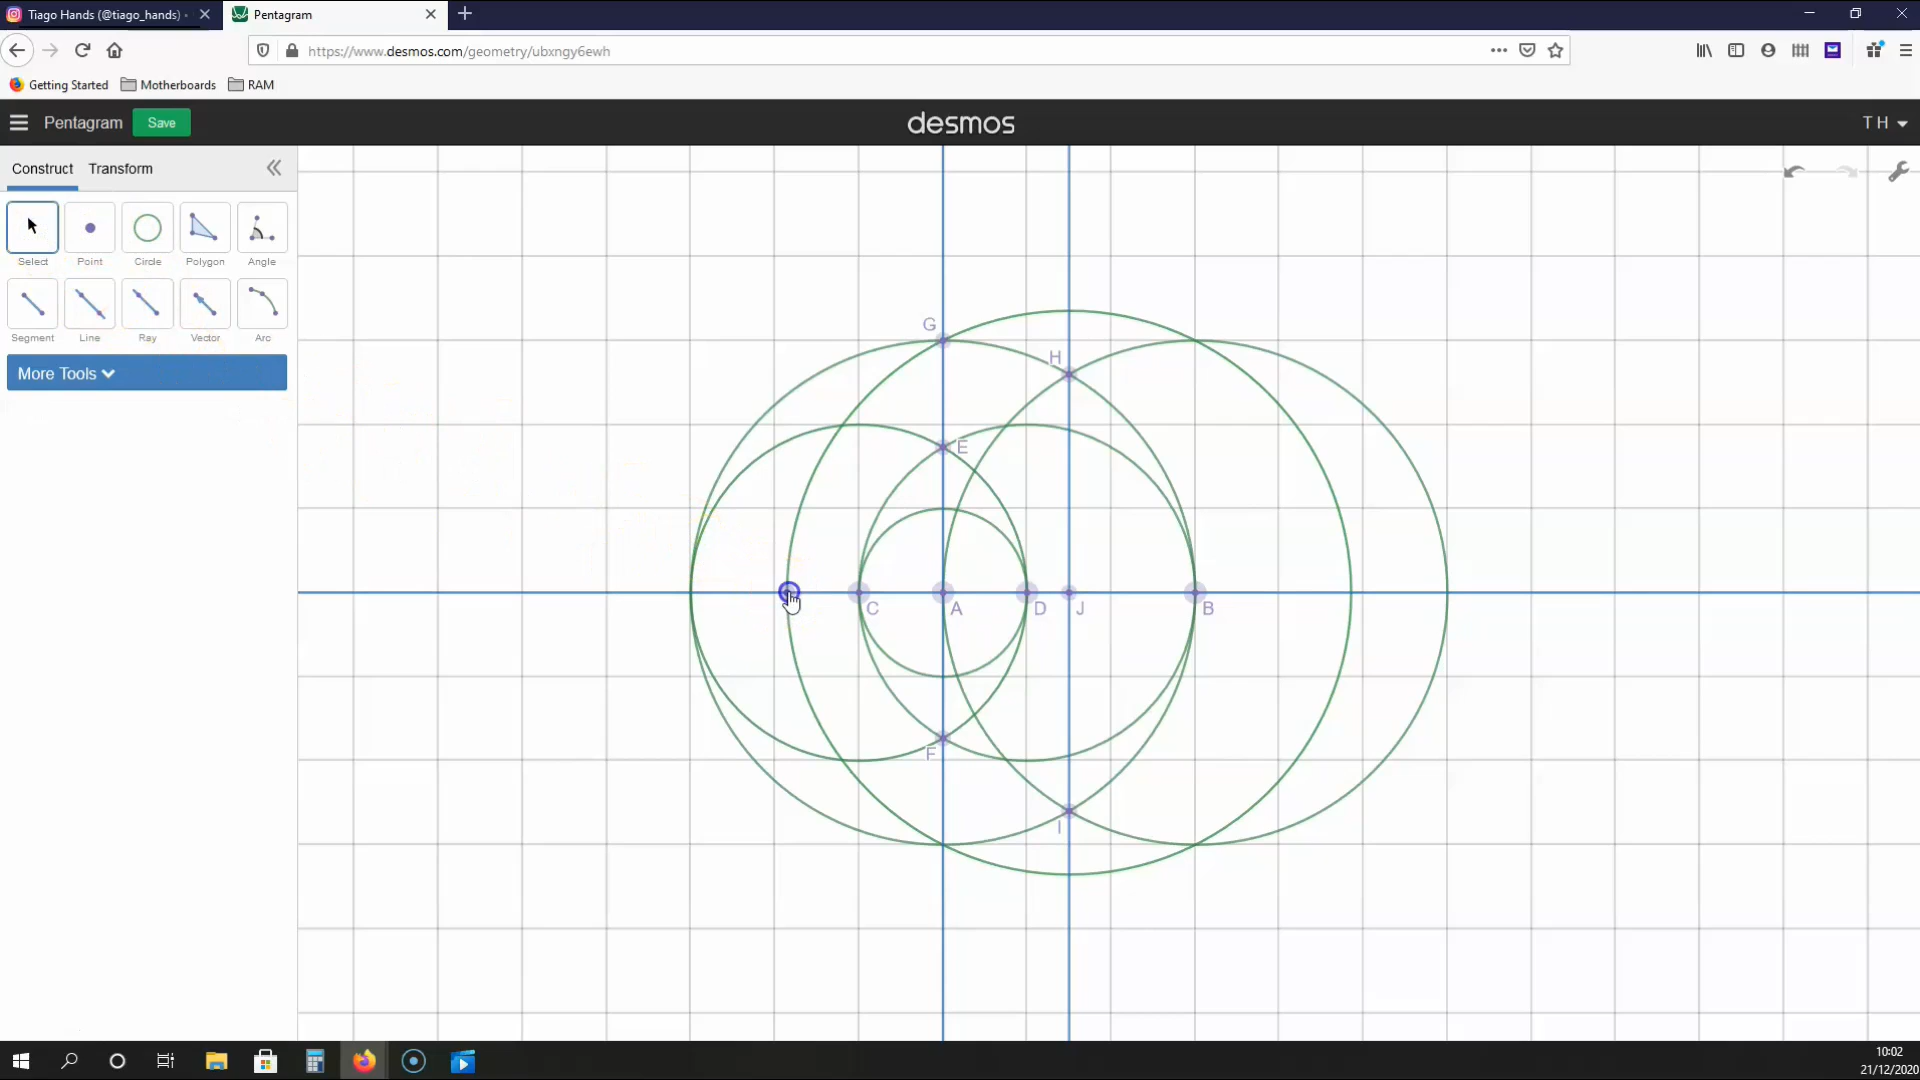 Tiago Hands (@tiago_hands) ·
Pentagram
https://www.desmos.com/geometry/ubxngy6ewh
Getting Started
Motherboards
RAM
Pentagram
Save
desmos
T H
Construct
Transform
Select
Point
Circle
Polygon
Angle
Segment
Line
Ray
Vector
Arc
More Tools
G
H
E
C
A
D
J
B
F
I
10:02
21/12/2020